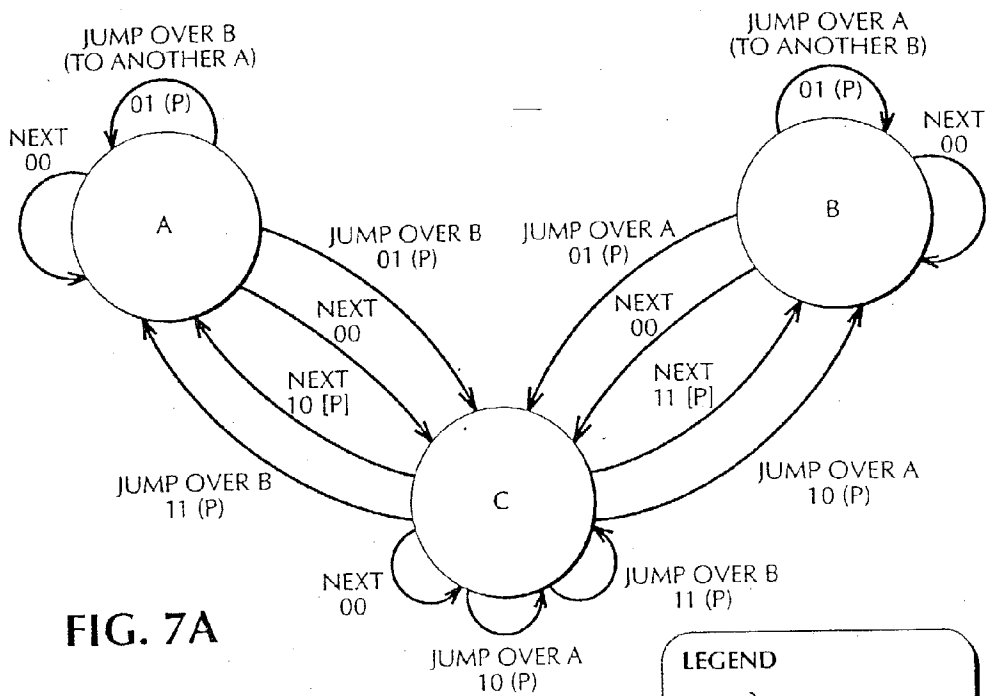 JUMP OVER B
(TO ANOTHER A)
01 (P)
NEXT
00
A
JUMP OVER A
(TO ANOTHER B)
01 (P)
NEXT
00
B
JUMP OVER B
01 (P)
JUMP OVER A
01 (P)
NEXT
00
NEXT
00
NEXT
10 [P]
NEXT
11 [P]
JUMP OVER B
11 (P)
JUMP OVER A
10 (P)
C
NEXT
00
JUMP OVER B
11 (P)
JUMP OVER A
10 (P)
FIG. 7A
LEGEND